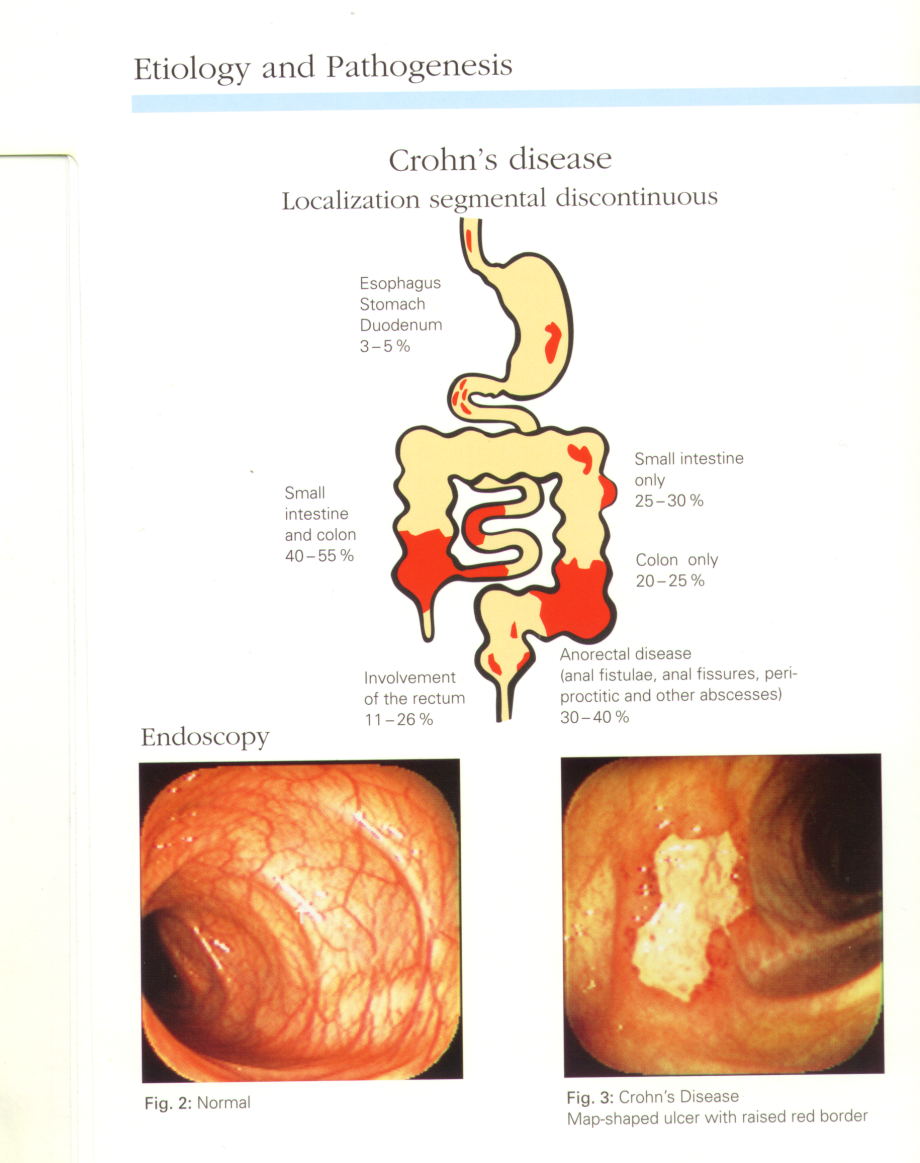 Etiology and Pathogenesis
Crohn's disease
Localization segmental discontinuous
Esophagus
Stomach
Duodenum
3–5 %
Small intestine
only
25–30 %
Small
intestine
and colon
40–55 %
Colon only
20–25 %
Anorectal disease
(anal fistulae, anal fissures, peri-
proctitic and other abscesses)
30–40 %
Involvement
of the rectum
11–26 %
Endoscopy
Fig. 2: Normal
Fig. 3: Crohn's Disease
Map-shaped ulcer with raised red border